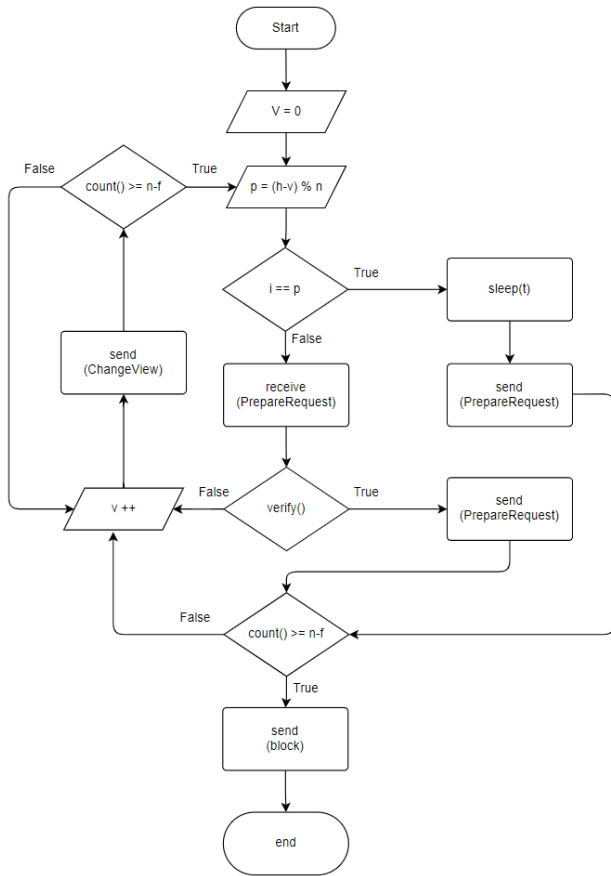 Start
V = 0
False
count() >= n-f
True
p = (h-v) % n
i == p
True
sleep(t)
False
send
(ChangeView)
receive
(PrepareRequest)
send
(PrepareRequest)
v ++
False
verify()
True
send
(PrepareRequest)
False
count() >= n-f
True
send
(block)
end